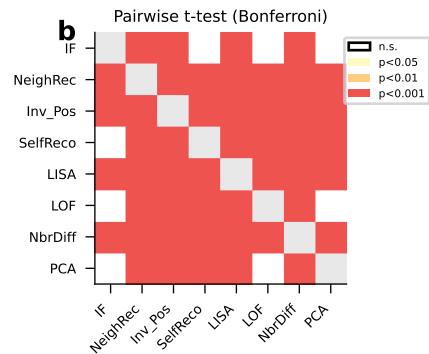 Pairwise t-test (Bonferroni)
b
IF
NeighRec
Inv_Pos
SelfReco
LISA
LOF
NbrDiff
PCA
n.s.
p<0.05
p<0.01
p<0.001
IF
NeighRec
Inv_Pos
SelfReco
LISA
LOF
NbrDiff
PCA